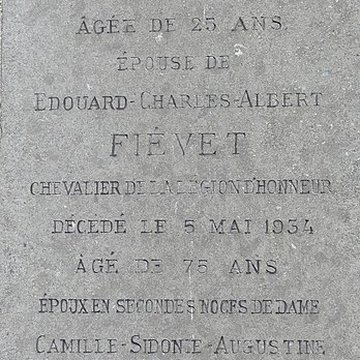 ÂGÉE DE 25 ANS
ÉPOUSE DE
EDOUARD-CHARLES-ALBERT
FIÉVET
CHEVALIER DE LA LÉGION D'HONNEUR
DÉCÉDÉ LE 5 MAI 1934
ÂGÉ DE 75 ANS
ÉPOUX EN SECONDES NOCES DE DAME
CAMILLE-SIDONIE-AUGUSTINE